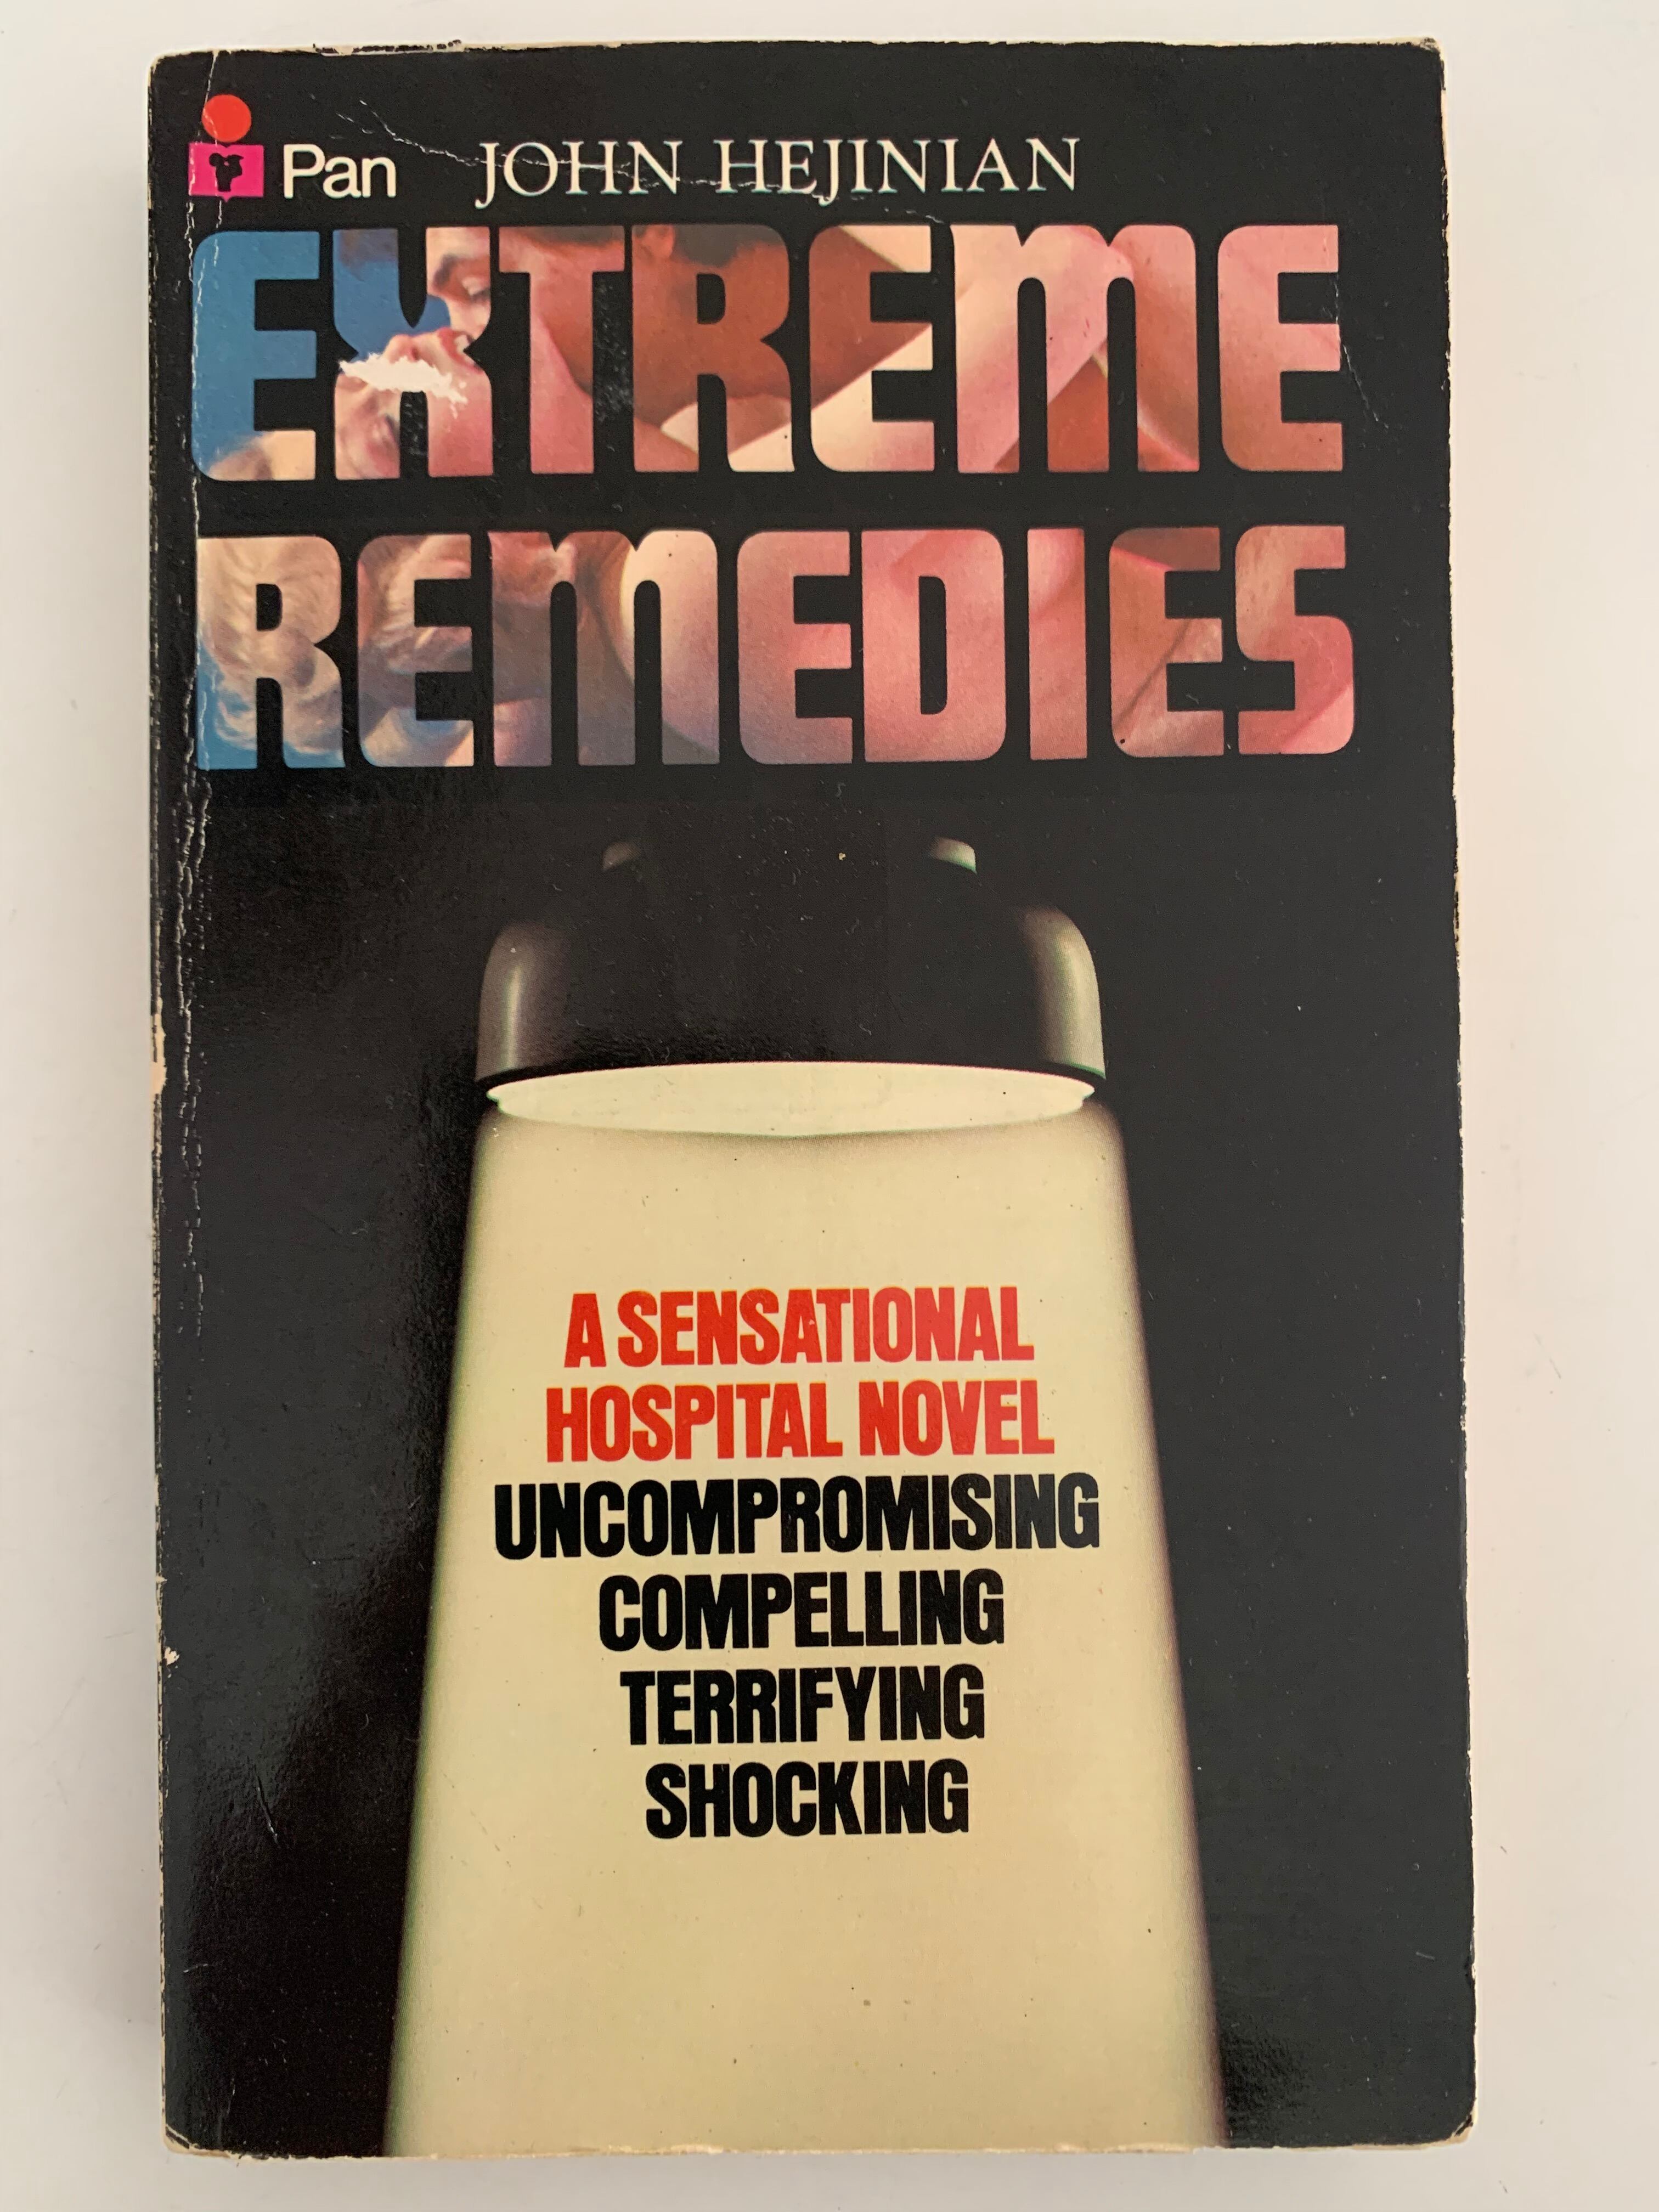 Pan JOHN HEJINIAN
EXTREME
REMEDIES
A SENSATIONAL
HOSPITAL NOVEL
UNCOMPROMISING
COMPELLING
TERRIFYING
SHOCKING